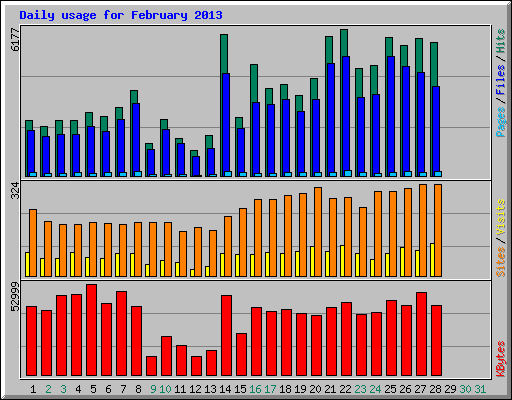 Daily usage for February 2013
6177
324
52999
Pages / Files / Hits
Sites / Visits
KBytes
1 2 3 4 5 6 7 8 9 10 11 12 13 14 15 16 17 18 19 20 21 22 23 24 25 26 27 28 29 30 31